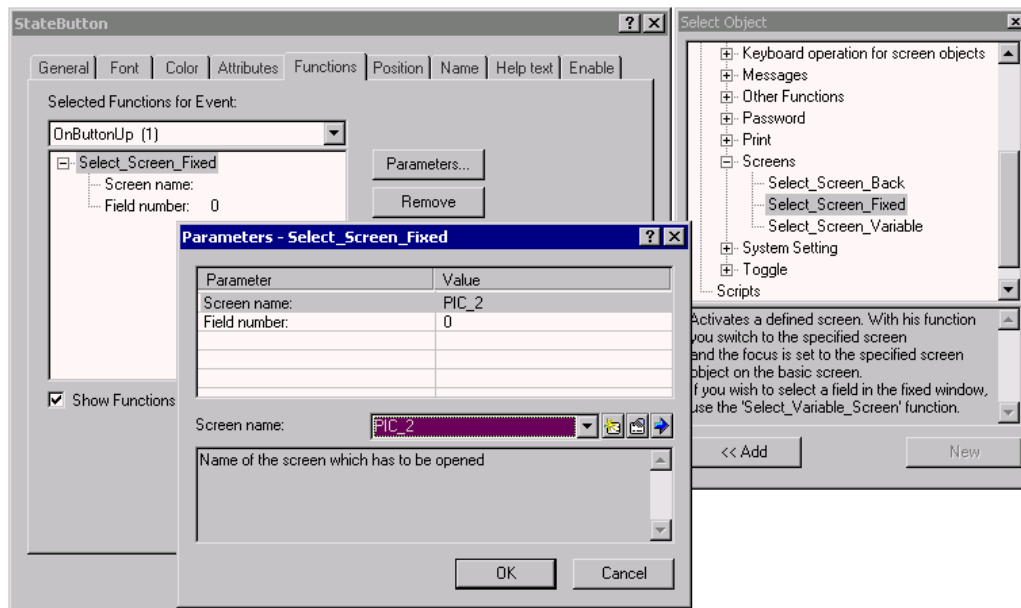 StateButton
General
Font
Color
Attributes
Functions
Position
Name
Help text
Enable
Selected Functions for Event:
OnButtonUp (1)
Select_Screen_Fixed
Screen name:
Field number: 0
Parameters...
Remove
Show Functions
Parameters - Select_Screen_Fixed
Parameter Value
Screen name: PIC_2
Field number: 0
Screen name: PIC_2
Name of the screen which has to be opened
OK
Cancel
Select Object
Keyboard operation for screen objects
Messages
Other Functions
Password
Print
Screens
Select_Screen_Back
Select_Screen_Fixed
Select_Screen_Variable
System Setting
Toggle
Scripts
Activates a defined screen. With his function
you switch to the specified screen
and the focus is set to the specified screen
object on the basic screen.
If you wish to select a field in the fixed window,
use the 'Select_Variable_Screen' function.
<< Add
New